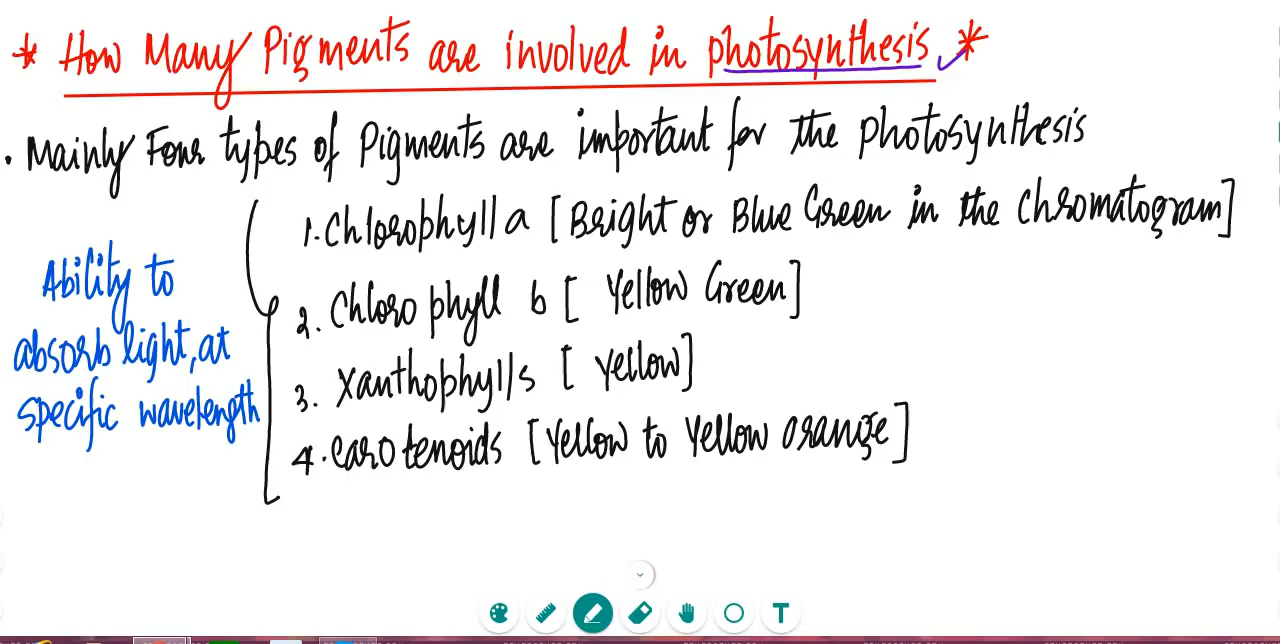 * How Many Pigments are involved in photosynthesis *
. Mainly Four types of Pigments are important for the Photosynthesis
1. Chlorophyll a [Bright or Blue Green in the Chromatogram]
2. Chlorophyll b [Yellow Green]
3. Xanthophylls [Yellow]
4. Carotenoids [Yellow to Yellow orange]
Ability to
absorb light, at
specific wavelength
T